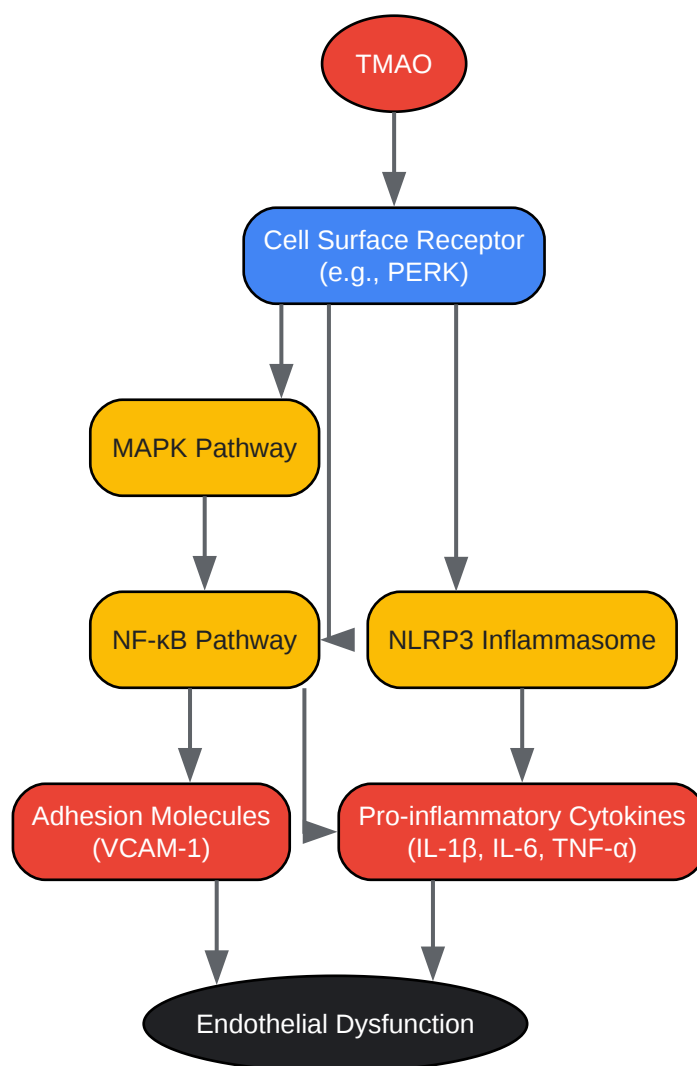 TMAO
Cell Surface Receptor
(e.g., PERK)
MAPK Pathway
NF-κB Pathway
NLRP3 Inflammasome
Adhesion Molecules
(VCAM-1)
Pro-inflammatory Cytokines
(IL-1β, IL-6, TNF-α)
Endothelial Dysfunction